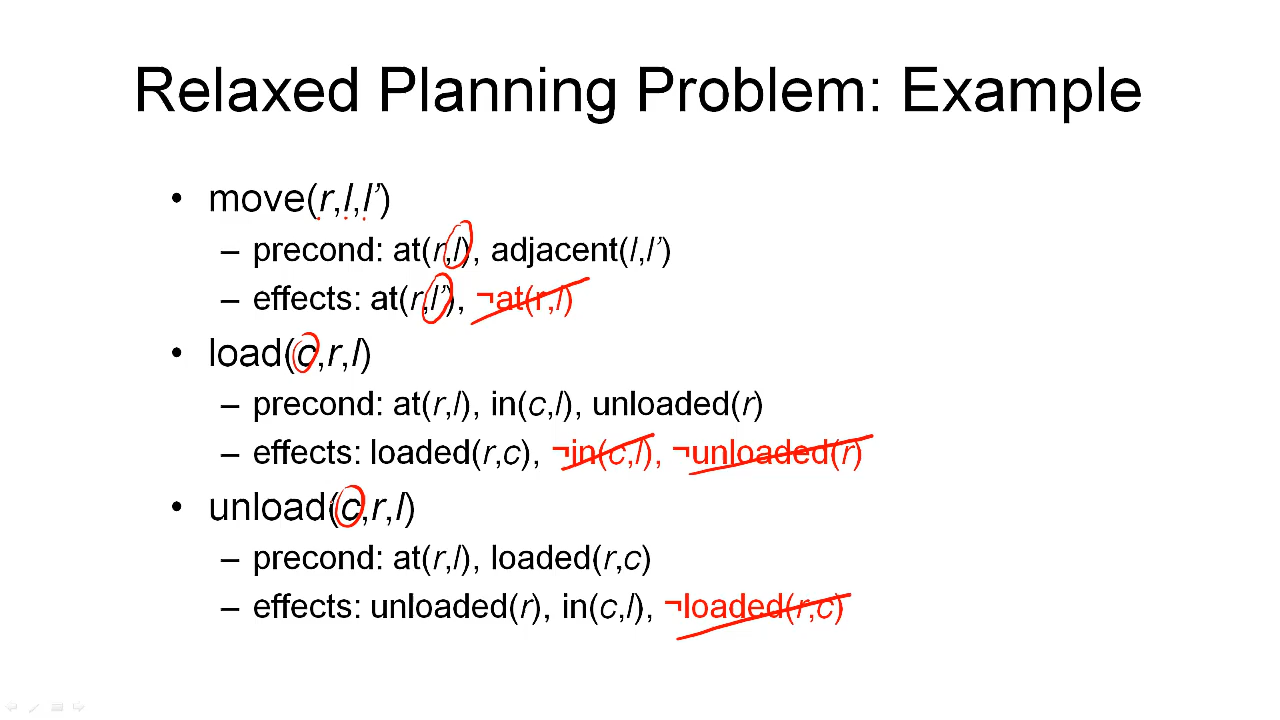 Relaxed Planning Problem: Example
• move(r,l,l’)
– precond: at(r,l), adjacent(l,l’)
– effects: at(r,l’), ¬at(r,l)
• load(c,r,l)
– precond: at(r,l), in(c,l), unloaded(r)
– effects: loaded(r,c), ¬in(c,l), ¬unloaded(r)
• unload(c,r,l)
– precond: at(r,l), loaded(r,c)
– effects: unloaded(r), in(c,l), ¬loaded(r,c)